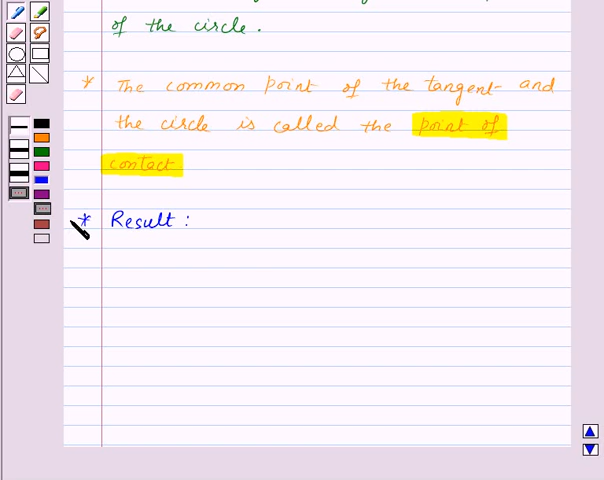 of the circle.
* The common point of the tangent and
the circle is called the point of
contact
* Result :